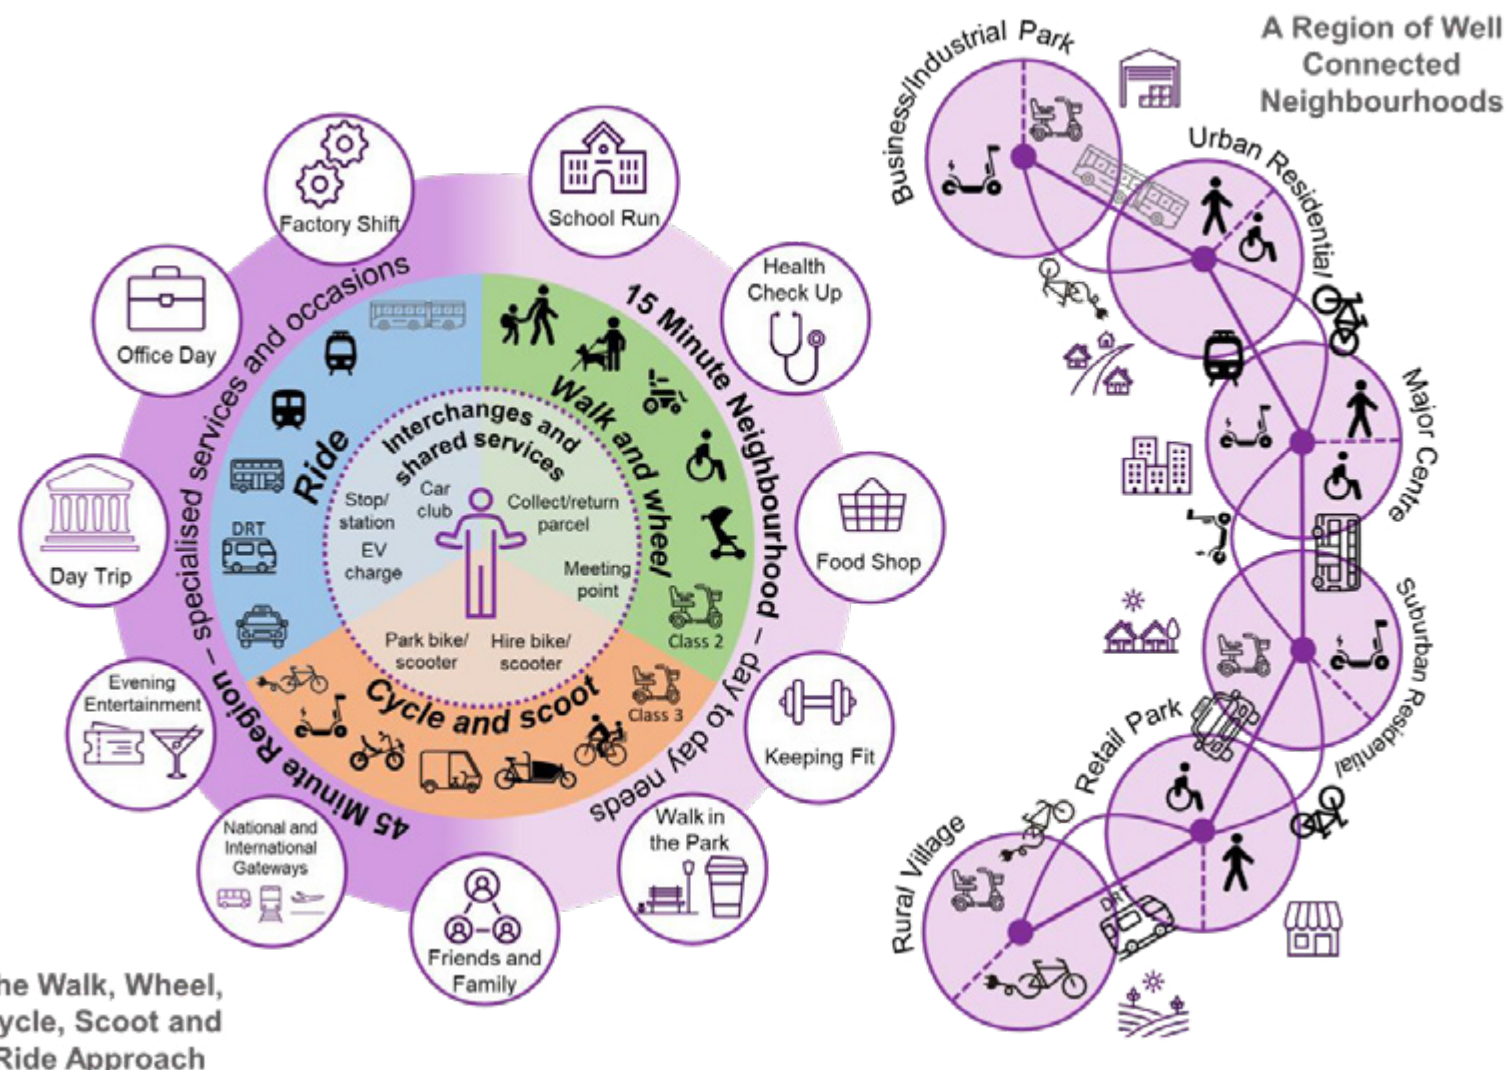 A Region of Well
Connected
Neighbourhoods
Factory Shift
School Run
Office Day
Health
Check Up
Day Trip
Food Shop
Evening
Entertainment
Keeping Fit
National and
International
Gateways
Walk in
the Park
Friends and
Family
45 Minute Region – specialised services and occasions
15 Minute Neighbourhood – day to day needs
Ride
DRT
Walk and wheel
Class 2
Cycle and scoot
Class 3
Interchanges and
shared services
Stop/
station
Car
club
Collect/return
parcel
EV
charge
Meeting
point
Park bike/
scooter
Hire bike/
scooter
he Walk, Wheel,
ycle, Scoot and
Ride Approach
Business/Industrial Park
Urban Residential/
Major Centre
Suburban Residential/
Retail Park
Rural Village
DRT